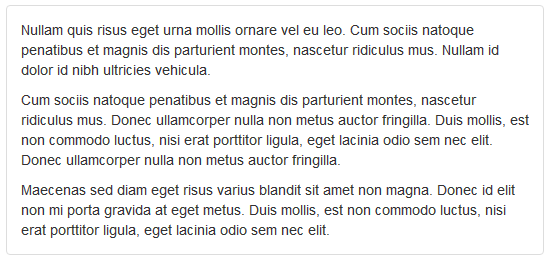 Nullam quis risus eget urna mollis ornare vel eu leo. Cum sociis natoque
penatibus et magnis dis parturient montes, nascetur ridiculus mus. Nullam id
dolor id nibh ultricies vehicula.
Cum sociis natoque penatibus et magnis dis parturient montes, nascetur
ridiculus mus. Donec ullamcorper nulla non metus auctor fringilla. Duis mollis, est
non commodo luctus, nisi erat porttitor ligula, eget lacinia odio sem nec elit.
Donec ullamcorper nulla non metus auctor fringilla.
Maecenas sed diam eget risus varius blandit sit amet non magna. Donec id elit
non mi porta gravida at eget metus. Duis mollis, est non commodo luctus, nisi
erat porttitor ligula, eget lacinia odio sem nec elit.